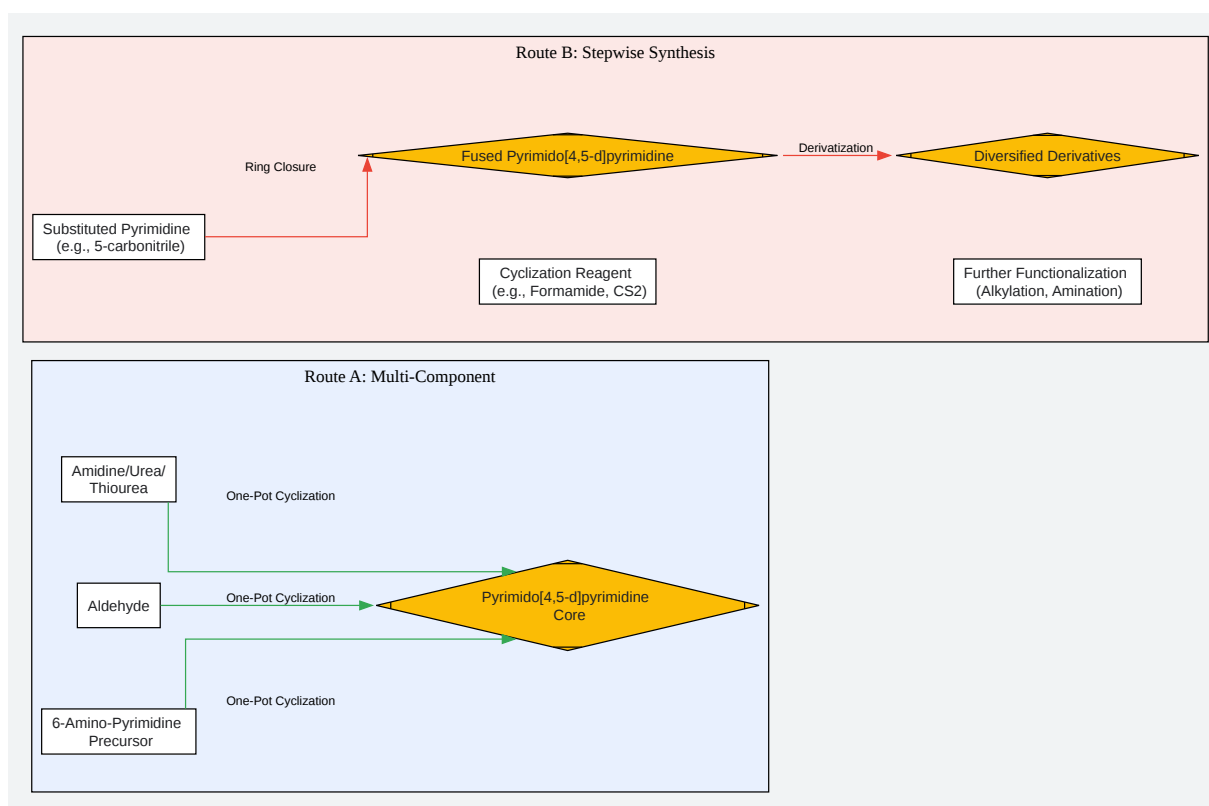 Route B: Stepwise Synthesis
Ring Closure
Fused Pyrimido[4,5-d]pyrimidine
Derivatization
Diversified Derivatives
Substituted Pyrimidine
(e.g., 5-carbonitrile)
Cyclization Reagent
(e.g., Formamide, CS2)
Further Functionalization
(Alkylation, Amination)
Route A: Multi-Component
Amidine/Urea/
Thiourea
One-Pot Cyclization
Aldehyde
One-Pot Cyclization
Pyrimido[4,5-d]pyrimidine
Core
One-Pot Cyclization
6-Amino-Pyrimidine
Precursor